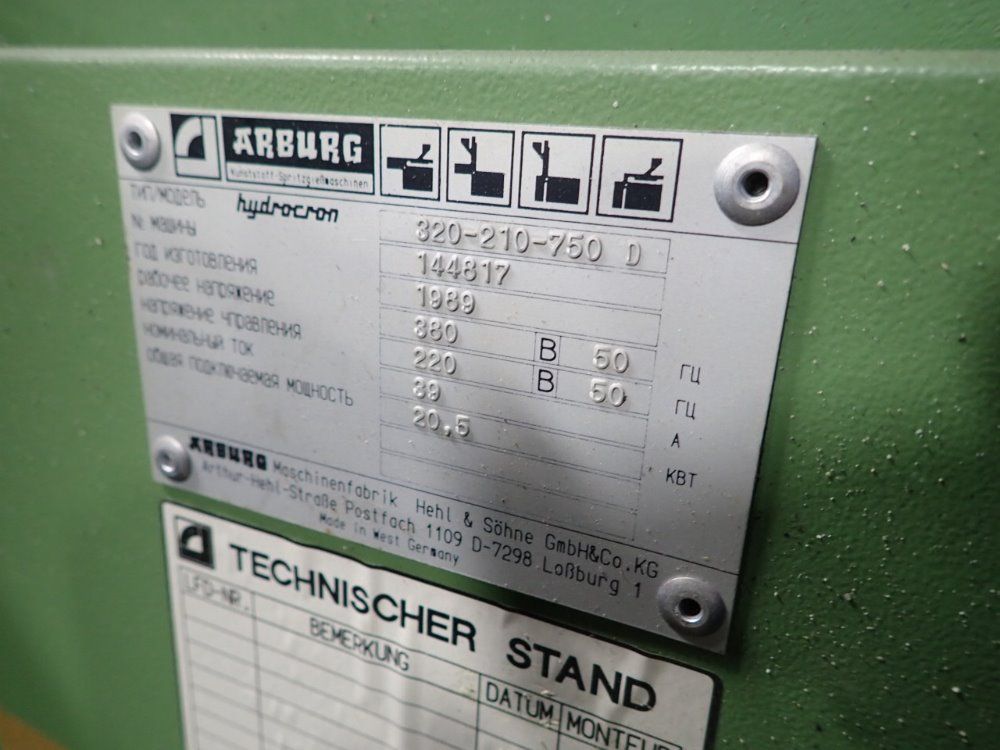 ARBURG
Kunststoff-Spritzgießmaschinen
ТИП/МОДЕЛЬ hydrocron 320-210-750 D
№ МАШИНЫ 144817
ГОД ИЗГОТОВЛЕНИЯ 1989
РАБОЧЕЕ НАПРЯЖЕНИЕ 380 В 50 ГЦ
НАПРЯЖЕНИЕ УПРАВЛЕНИЯ 220 В 50 ГЦ
НОМИНАЛЬНЫЙ ТОК 39 А
ОБЩАЯ ПОДКЛЮЧАЕМАЯ МОЩНОСТЬ 20,5 КВТ
ARBURG Maschinenfabrik Hehl & Söhne GmbH&Co.KG
Arthur-Hehl-Straße Postfach 1109 D-7298 Loßburg 1
Made in West Germany
TECHNISCHER STAND
LFD-NR. BEMERKUNG DATUM MONTEUR